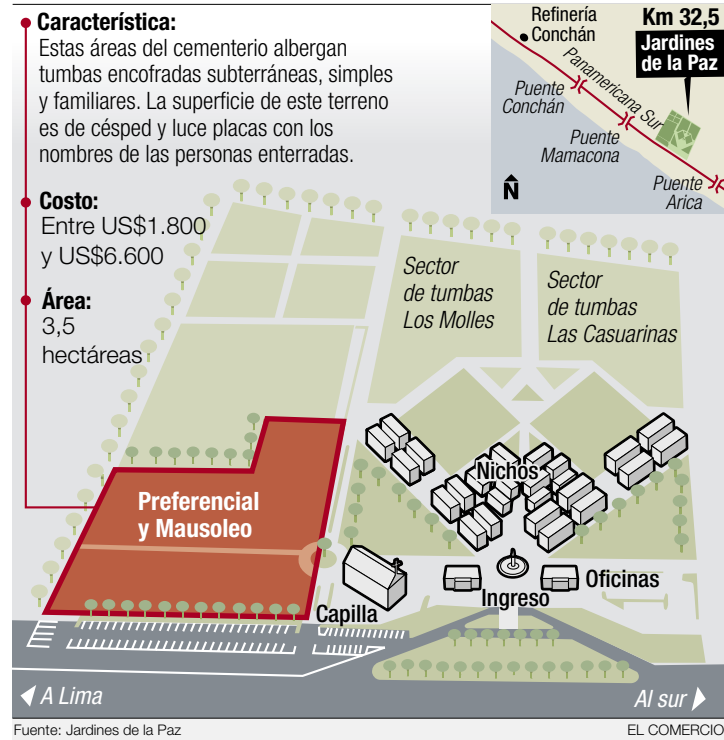 Característica:
Estas áreas del cementerio albergan
tumbas encofradas subterráneas, simples
y familiares. La superficie de este terreno
es de césped y luce placas con los
nombres de las personas enterradas.
Costo:
Entre US$1.800
y US$6.600
Área:
3,5
hectáreas
Refinería
Conchán
Km 32,5
Jardines
de la Paz
Panamericana Sur
Puente
Conchán
Puente
Mamacona
Puente
Arica
N
Sector
de tumbas
Los Molles
Sector
de tumbas
Las Casuarinas
Nichos
Preferencial
y Mausoleo
Capilla
Ingreso
Oficinas
A Lima
Al sur
Fuente: Jardines de la Paz
EL COMERCIO